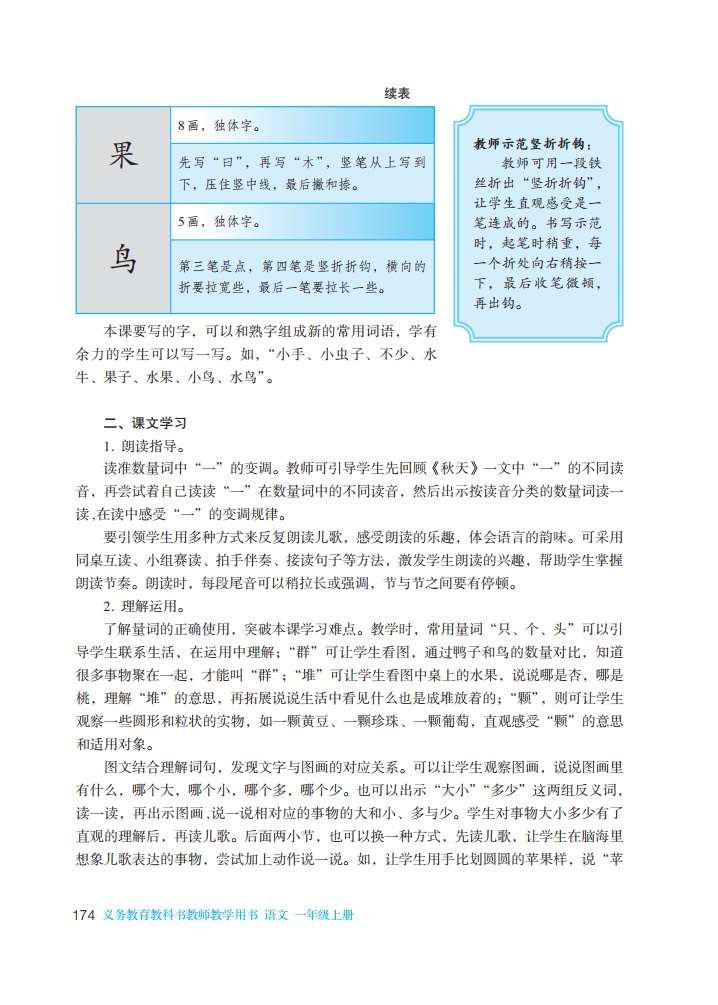 续表
果
8画，独体字。
先写“日”，再写“木”，竖笔从上写到
下，压住竖中线，最后撇和捺。
鸟
5画，独体字。
第三笔是点，第四笔是竖折折钩，横向的
折要拉宽些，最后一笔要拉长一些。
教师示范竖折折钩：
教师可用一段铁
丝折出“竖折折钩”，
让学生直观感受是一
笔连成的。书写示范
时，起笔时稍重，每
一个折处向右稍按一
下，最后收笔微顿，
再出钩。
本课要写的字，可以和熟字组成新的常用词语，学有
余力的学生可以写一写。如，“小手、小虫子、不少、水
牛、果子、水果、小鸟、水鸟”。
二、课文学习
1. 朗读指导。
读准数量词中“一”的变调。教师可引导学生先回顾《秋天》一文中“一”的不同读
音，再尝试着自己读读“一”在数量词中的不同读音，然后出示按读音分类的数量词读一
读,在读中感受“一”的变调规律。
要引领学生用多种方式来反复朗读儿歌，感受朗读的乐趣，体会语言的韵味。可采用
同桌互读、小组赛读、拍手伴奏、接读句子等方法，激发学生朗读的兴趣，帮助学生掌握
朗读节奏。朗读时，每段尾音可以稍拉长或强调，节与节之间要有停顿。
2. 理解运用。
了解量词的正确使用，突破本课学习难点。教学时，常用量词“只、个、头”可以引
导学生联系生活，在运用中理解；“群”可让学生看图，通过鸭子和鸟的数量对比，知道
很多事物聚在一起，才能叫“群”；“堆”可让学生看图中桌上的水果，说说哪是杏，哪是
桃，理解“堆”的意思，再拓展说说生活中看见什么也是成堆放着的；“颗”，则可让学生
观察一些圆形和粒状的实物，如一颗黄豆、一颗珍珠、一颗葡萄，直观感受“颗”的意思
和适用对象。
图文结合理解词句，发现文字与图画的对应关系。可以让学生观察图画，说说图画里
有什么，哪个大，哪个小，哪个多，哪个少。也可以出示“大小”“多少”这两组反义词，
读一读，再出示图画,说一说相对应的事物的大和小、多与少。学生对事物大小多少有了
直观的理解后，再读儿歌。后面两小节，也可以换一种方式，先读儿歌，让学生在脑海里
想象儿歌表达的事物，尝试加上动作说一说。如，让学生用手比划圆圆的苹果样，说“苹
174 义务教育教科书教师教学用书 语文 一年级上册